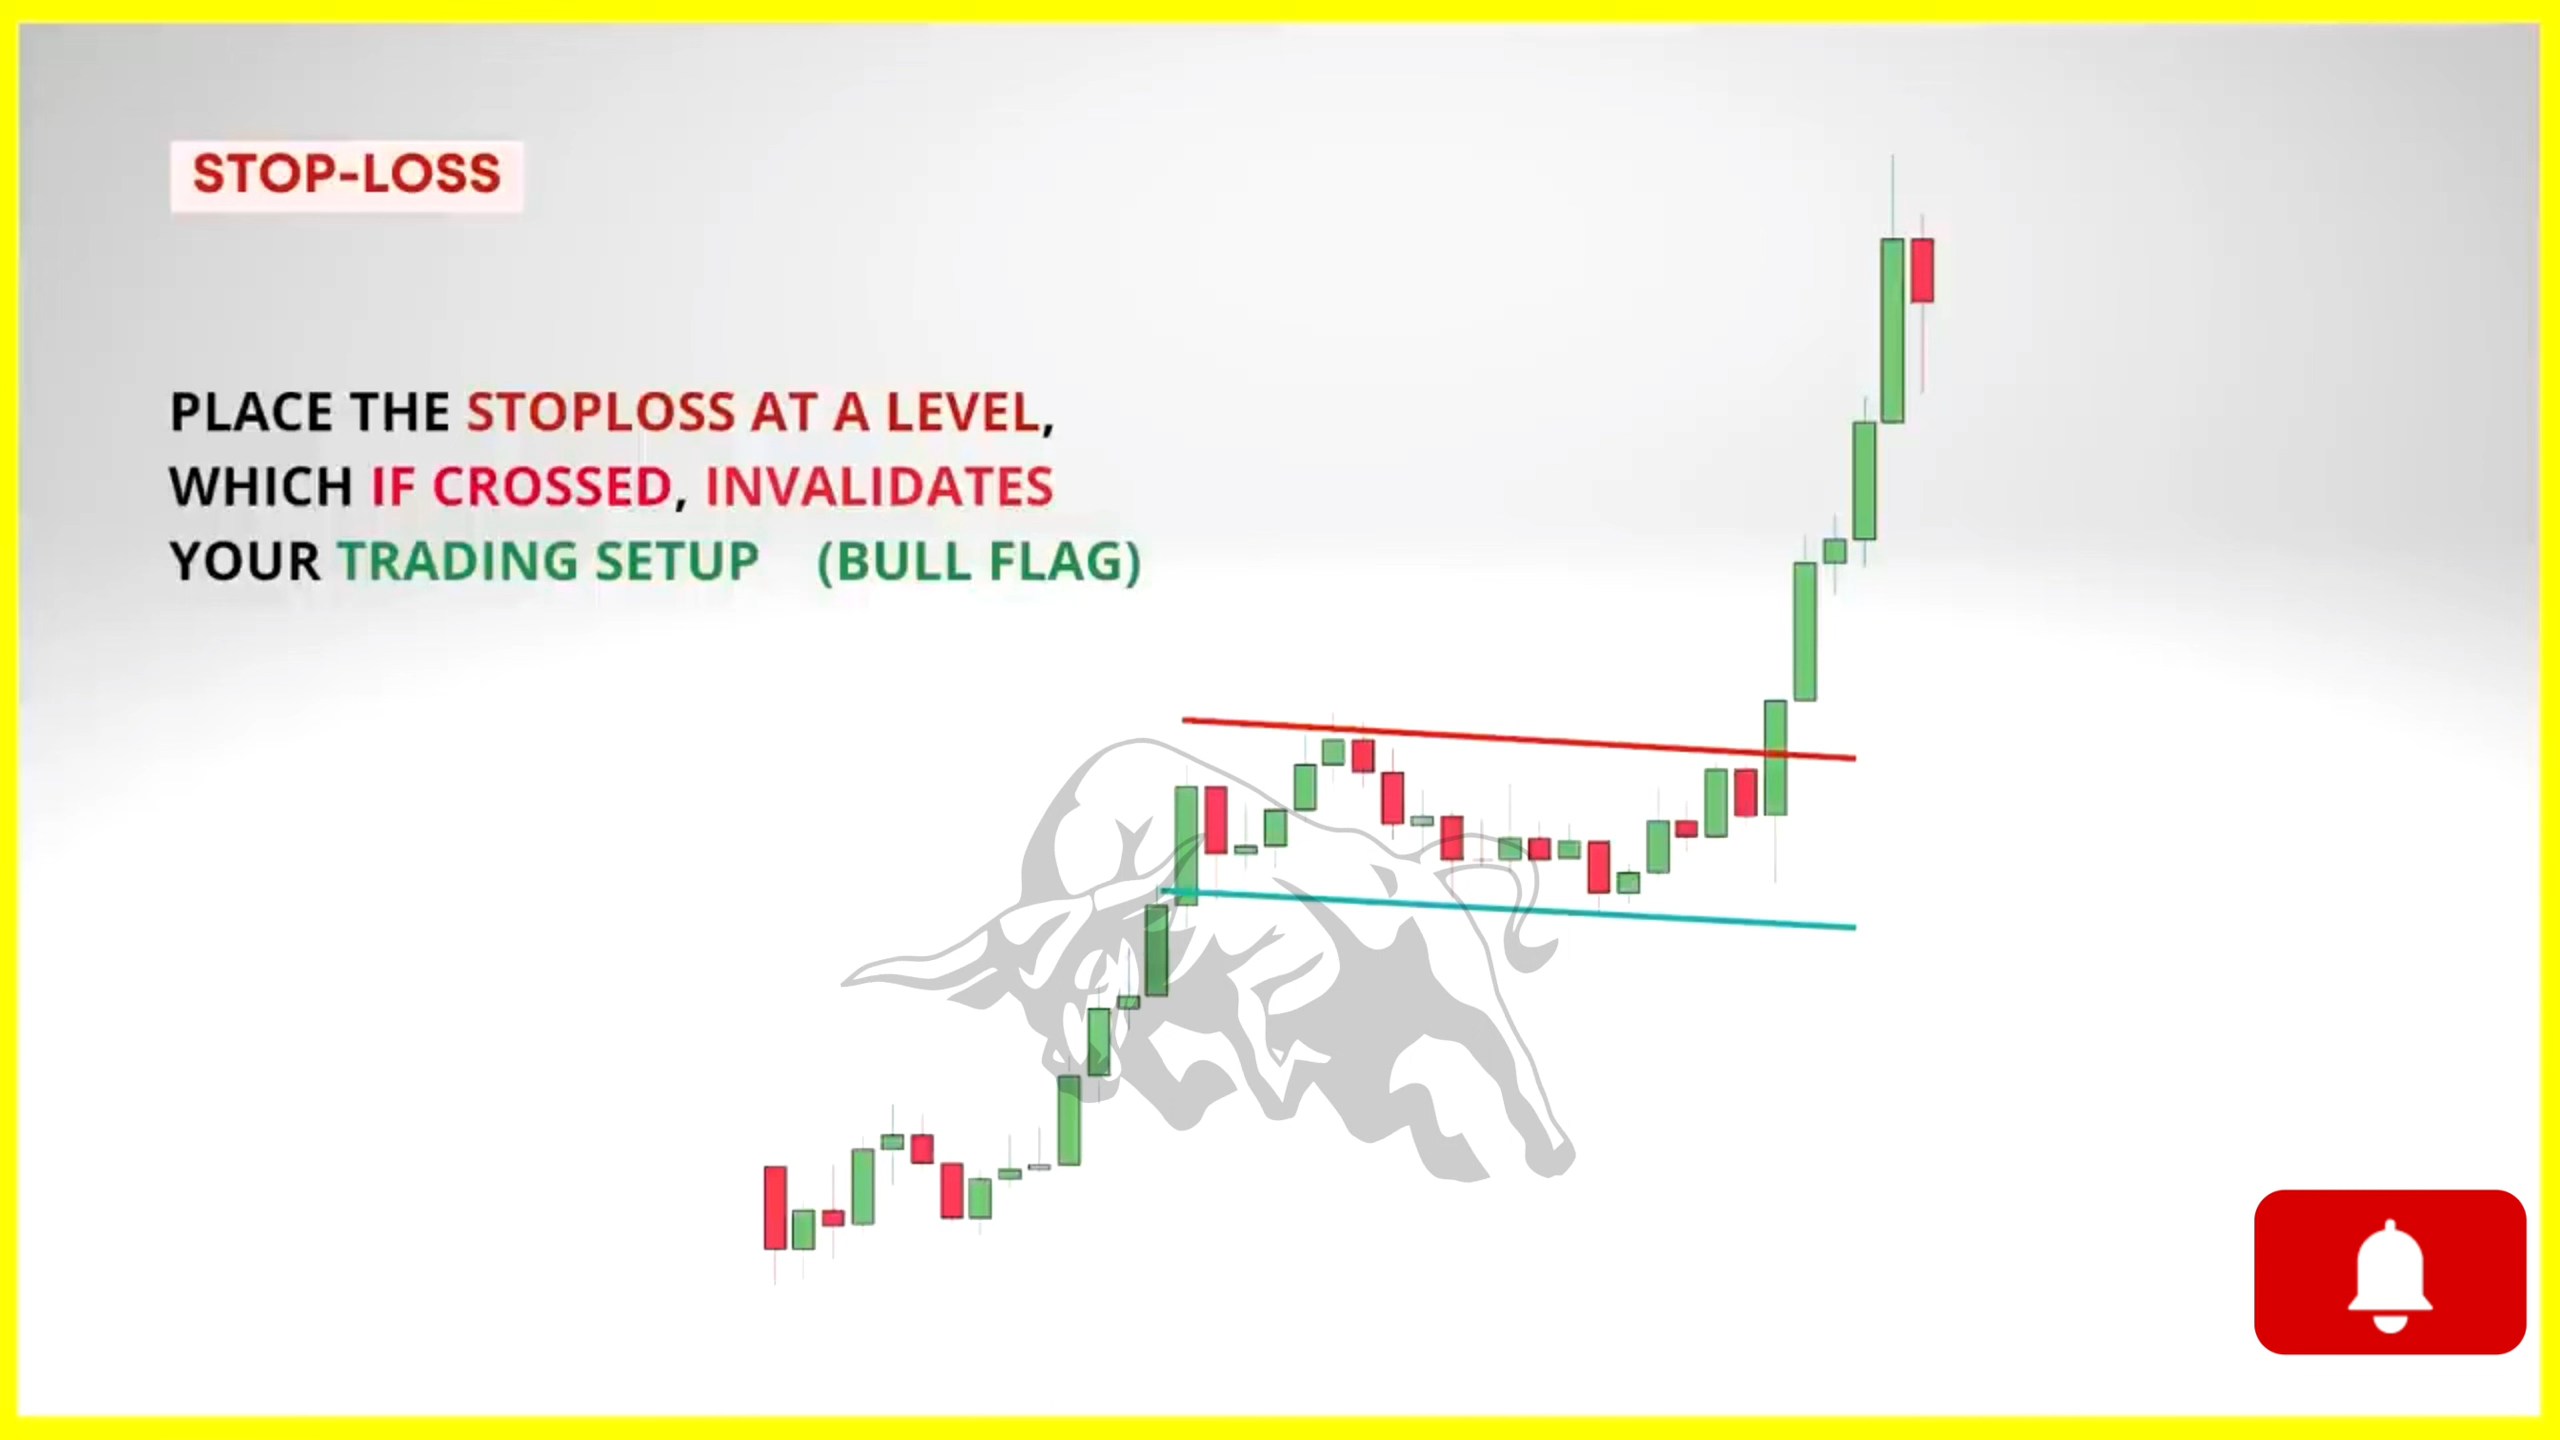 STOP-LOSS
PLACE THE STOPLOSS AT A LEVEL,
WHICH IF CROSSED, INVALIDATES
YOUR TRADING SETUP (BULL FLAG)